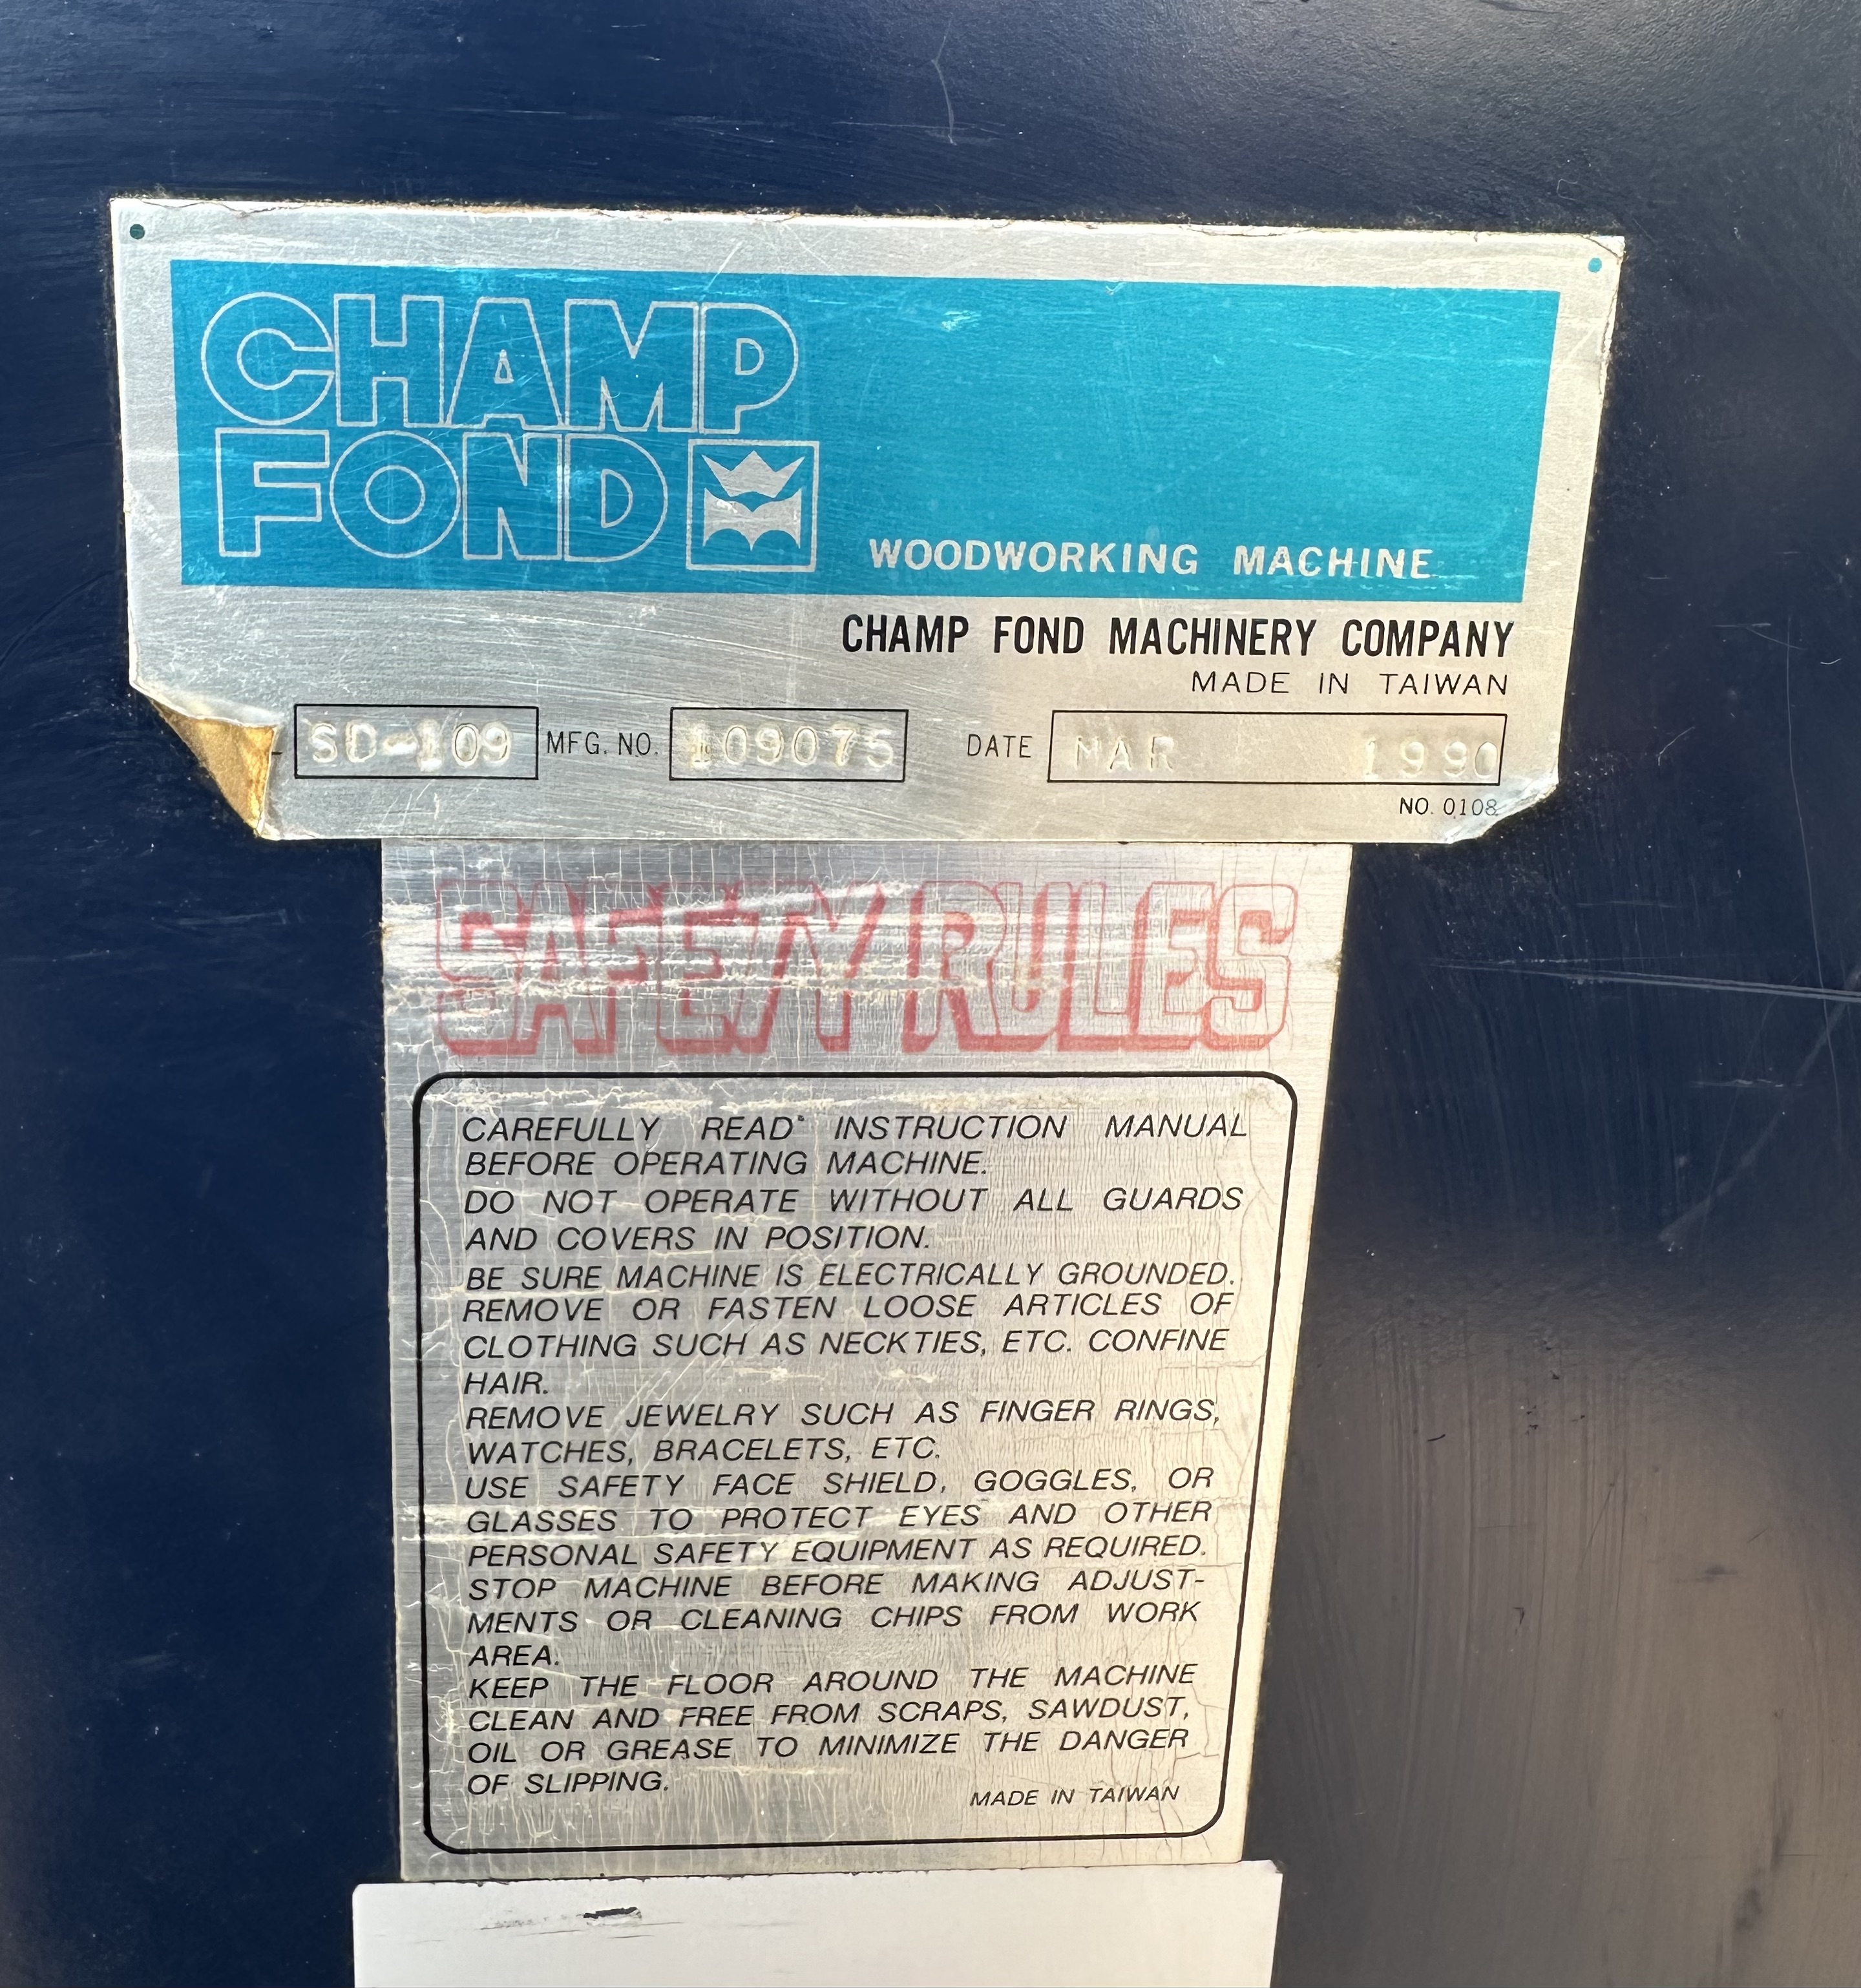 CHAMP
FOND
WOODWORKING MACHINE
CHAMP FOND MACHINERY COMPANY
MADE IN TAIWAN
SD-109 MFG. NO. 109075 DATE MAR 1990
NO. 0108
SAFETY RULES
CAREFULLY READ INSTRUCTION MANUAL
BEFORE OPERATING MACHINE.
DO NOT OPERATE WITHOUT ALL GUARDS
AND COVERS IN POSITION.
BE SURE MACHINE IS ELECTRICALLY GROUNDED.
REMOVE OR FASTEN LOOSE ARTICLES OF
CLOTHING SUCH AS NECKTIES, ETC. CONFINE
HAIR.
REMOVE JEWELRY SUCH AS FINGER RINGS,
WATCHES, BRACELETS, ETC.
USE SAFETY FACE SHIELD, GOGGLES, OR
GLASSES TO PROTECT EYES AND OTHER
PERSONAL SAFETY EQUIPMENT AS REQUIRED.
STOP MACHINE BEFORE MAKING ADJUST-
MENTS OR CLEANING CHIPS FROM WORK
AREA.
KEEP THE FLOOR AROUND THE MACHINE
CLEAN AND FREE FROM SCRAPS, SAWDUST,
OIL OR GREASE TO MINIMIZE THE DANGER
OF SLIPPING.
MADE IN TAIWAN